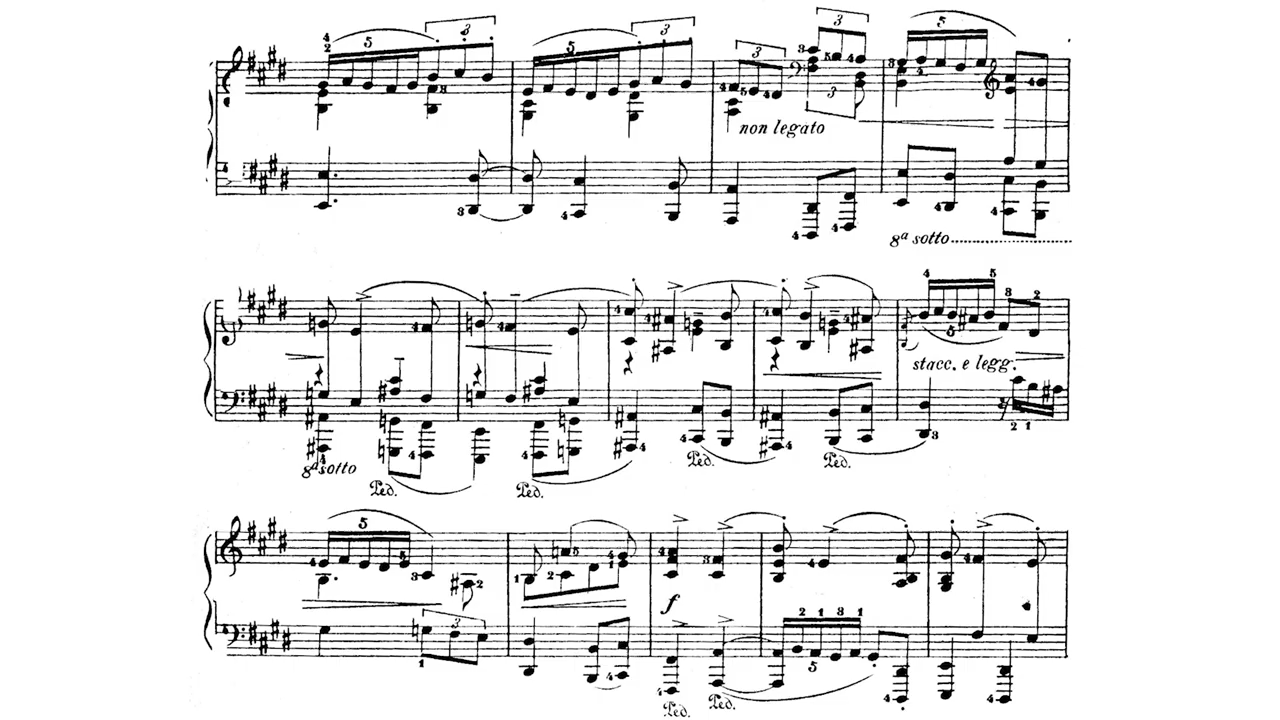 non legato
8ª sotto
stacc. e legg.
8ª sotto
Ped. Ped.
Ped. Ped.
f
Ped. Ped.